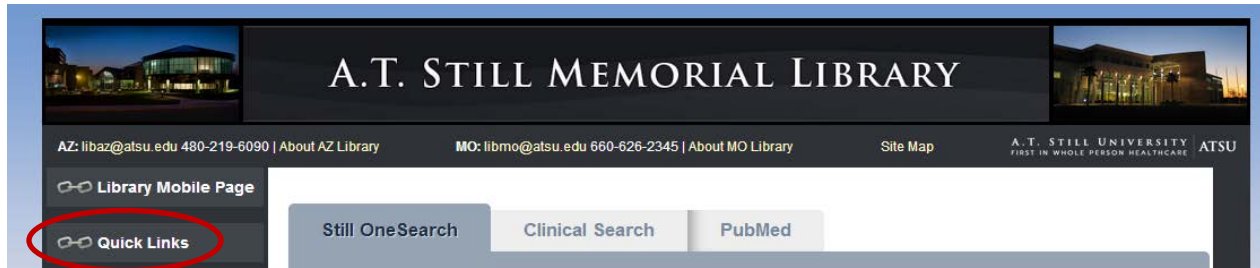 A.T. STILL MEMORIAL LIBRARY
AZ: libaz@atsu.edu 480-219-6090 | About AZ Library MO: libmo@atsu.edu 660-626-2345 | About MO Library Site Map A.T. STILL UNIVERSITY ATSU
FIRST IN WHOLE PERSON HEALTHCARE
Library Mobile Page
Still OneSearch Clinical Search PubMed
Quick Links